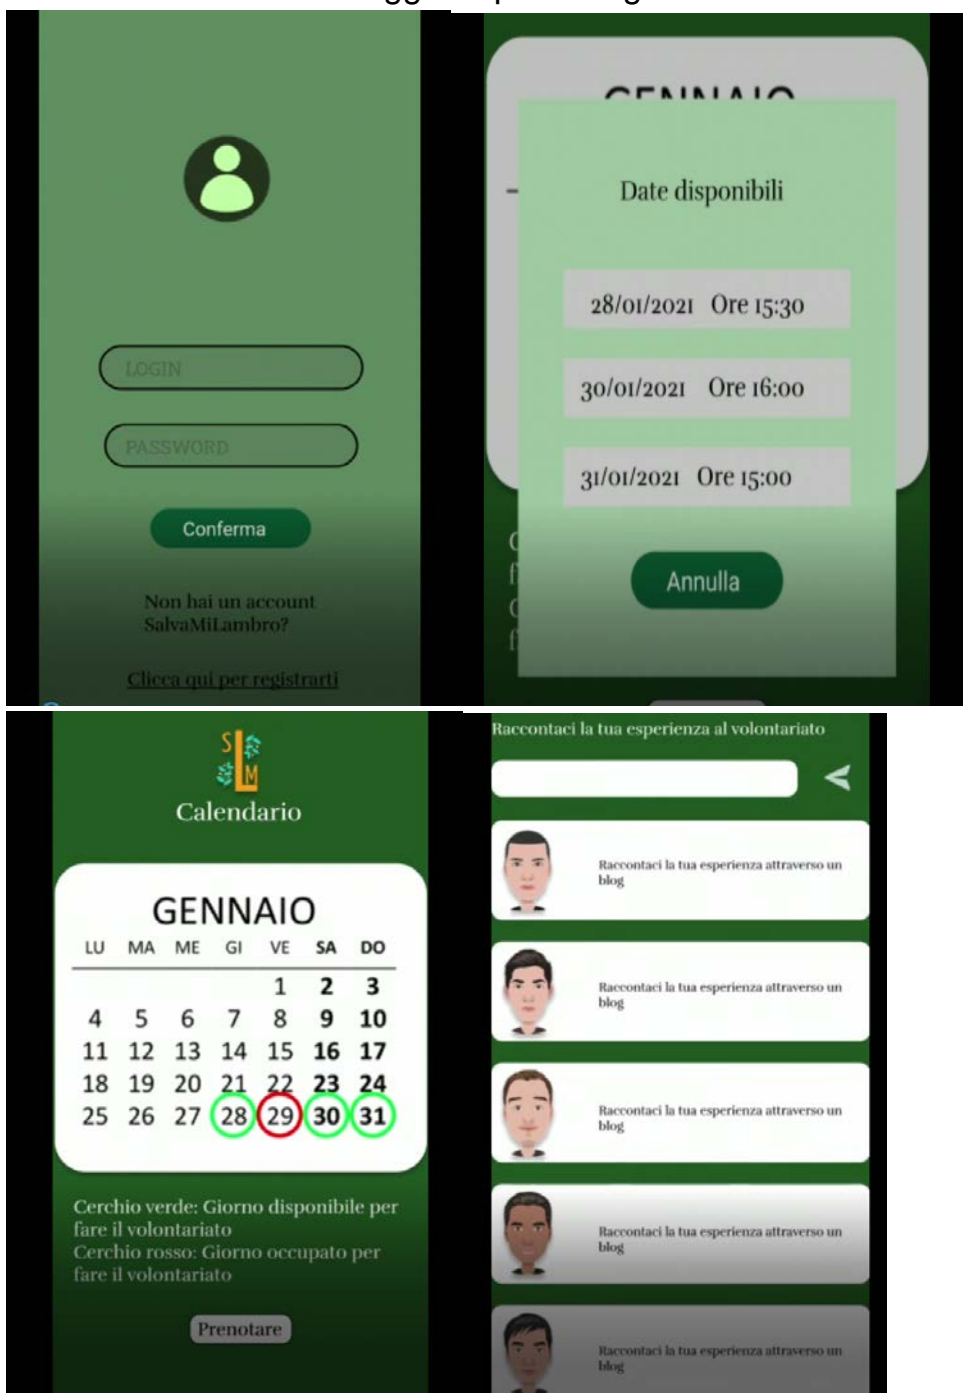 LOGIN
PASSWORD
Conferma
Non hai un account
SalvaMiLambro?
Clicca qui per registrarti
GENNAIO
Date disponibili
28/01/2021 Ore 15:30
30/01/2021 Ore 16:00
31/01/2021 Ore 15:00
Annulla
S L M
Calendario
GENNAIO
LU MA ME GI VE SA DO
1 2 3
4 5 6 7 8 9 10
11 12 13 14 15 16 17
18 19 20 21 22 23 24
25 26 27 28 29 30 31
Cerchio verde: Giorno disponibile per
fare il volontariato
Cerchio rosso: Giorno occupato per
fare il volontariato
Prenotare
Raccontaci la tua esperienza al volontariato
Raccontaci la tua esperienza attraverso un
blog
Raccontaci la tua esperienza attraverso un
blog
Raccontaci la tua esperienza attraverso un
blog
Raccontaci la tua esperienza attraverso un
blog
Raccontaci la tua esperienza attraverso un
blog